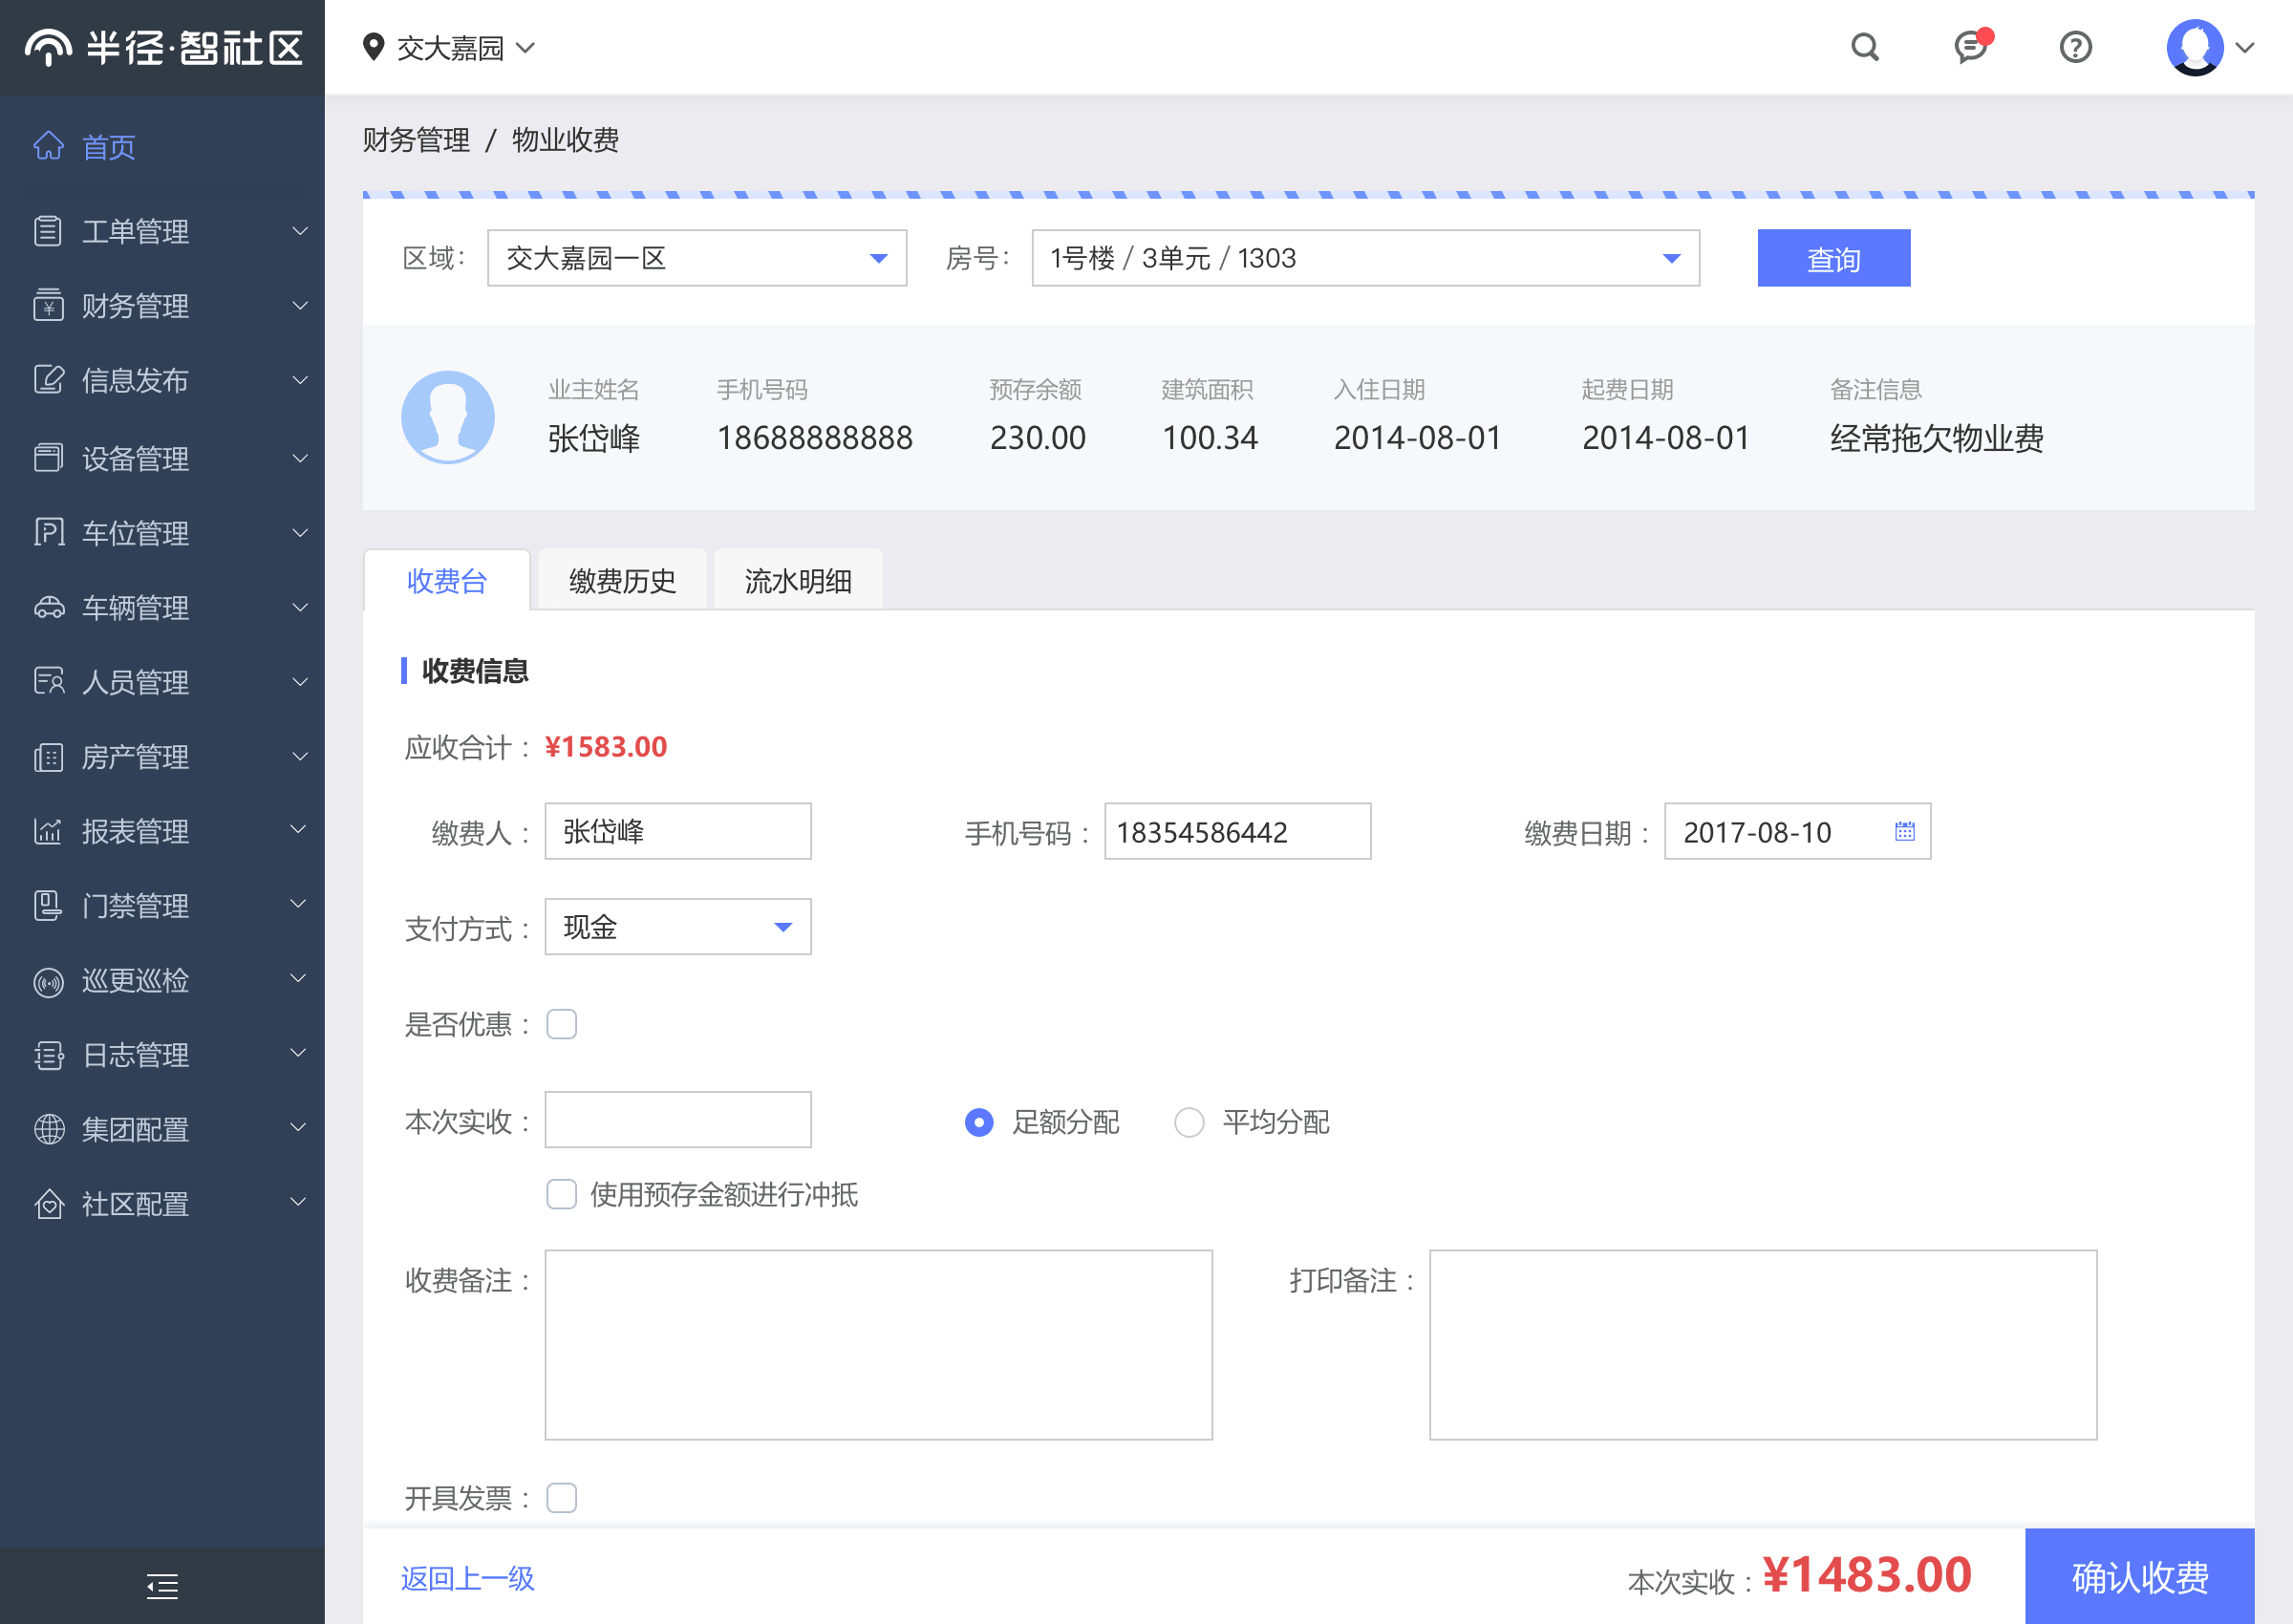 半径·智社区
交大嘉园
首页
工单管理
财务管理
信息发布
设备管理
车位管理
车辆管理
人员管理
房产管理
报表管理
门禁管理
巡更巡检
日志管理
集团配置
社区配置
财务管理 / 物业收费
区域： 交大嘉园一区 房号： 1号楼 / 3单元 / 1303 查询
业主姓名 手机号码 预存余额 建筑面积 入住日期 起费日期 备注信息
张岱峰 18688888888 230.00 100.34 2014-08-01 2014-08-01 经常拖欠物业费
收费台 缴费历史 流水明细
收费信息
应收合计： ¥1583.00
缴费人： 张岱峰 手机号码： 18354586442 缴费日期： 2017-08-10
支付方式： 现金
是否优惠：
本次实收： 足额分配 平均分配
使用预存金额进行冲抵
收费备注： 打印备注：
开具发票：
返回上一级 本次实收： ¥1483.00 确认收费